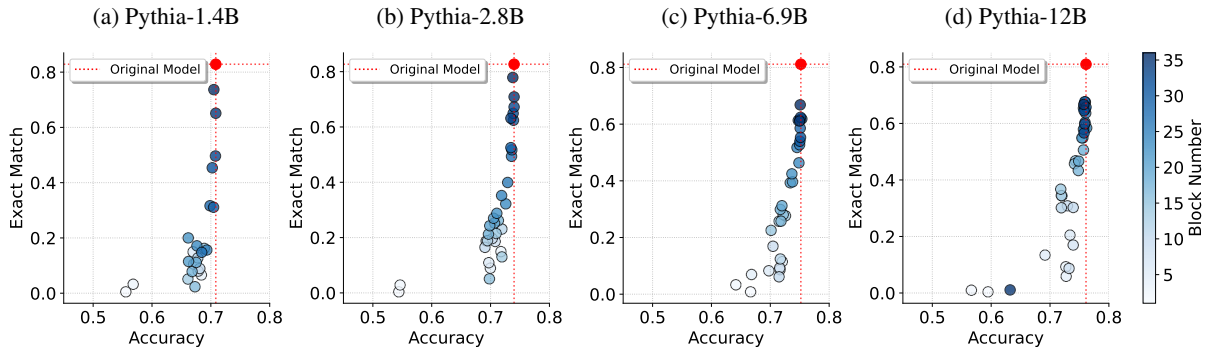 (a) Pythia-1.4B
(b) Pythia-2.8B
(c) Pythia-6.9B
(d) Pythia-12B
Exact Match
0.8
0.6
0.4
0.2
0.0
Original Model
0.5 0.6 0.7 0.8
Accuracy
Exact Match
0.8
0.6
0.4
0.2
0.0
Original Model
0.5 0.6 0.7 0.8
Accuracy
Exact Match
0.8
0.6
0.4
0.2
0.0
Original Model
0.5 0.6 0.7 0.8
Accuracy
Exact Match
0.8
0.6
0.4
0.2
0.0
Original Model
0.5 0.6 0.7 0.8
Accuracy
35
30
25
20
15
10
5
Block Number